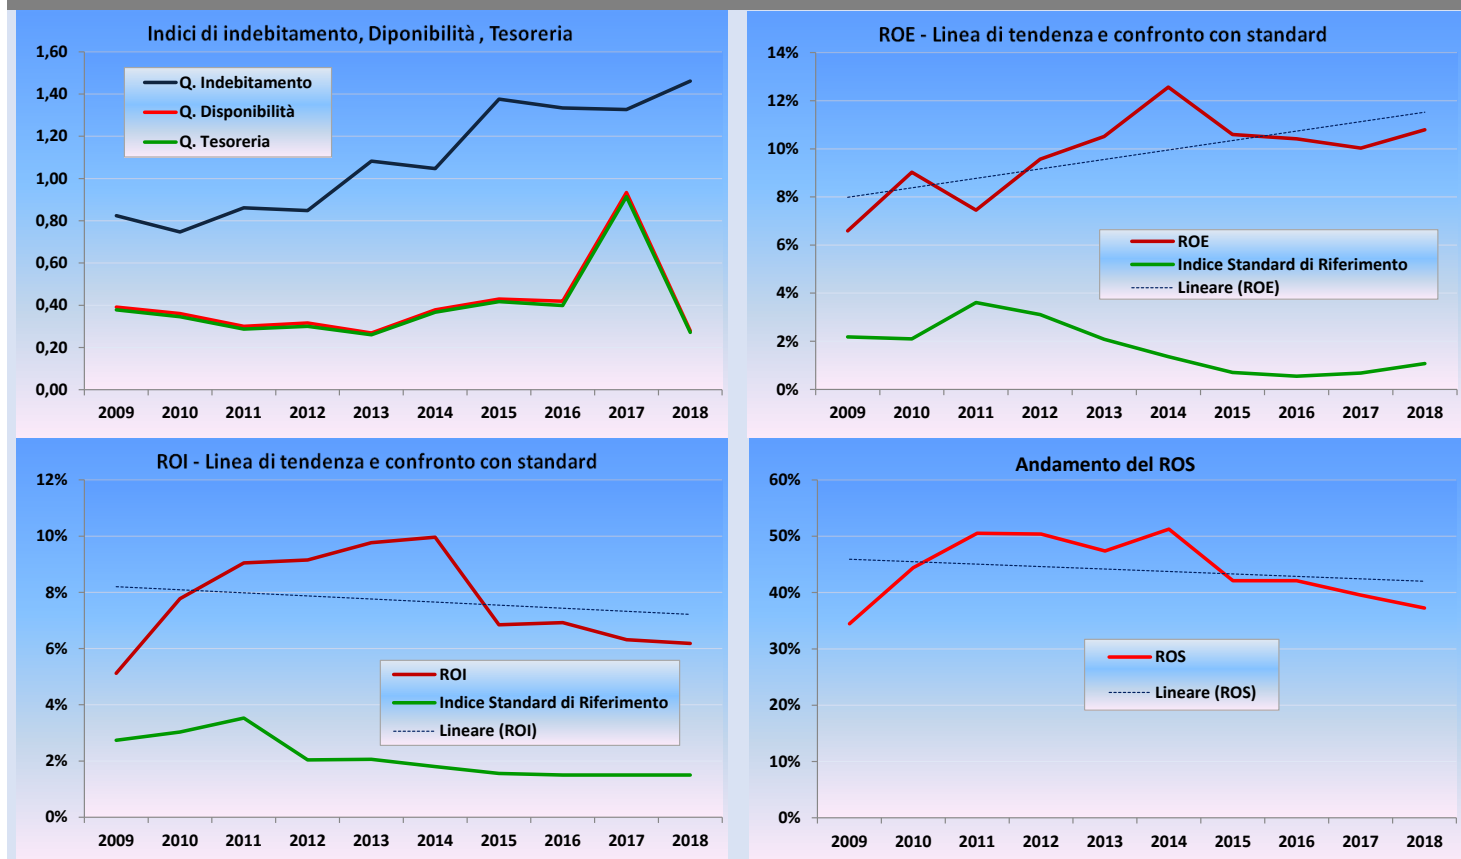 Indici di indebitamento, Diponibilità , Tesoreria
1,60
1,40
1,20
1,00
0,80
0,60
0,40
0,20
0,00
Q. Indebitamento
Q. Disponibilità
Q. Tesoreria
2009 2010 2011 2012 2013 2014 2015 2016 2017 2018
ROE - Linea di tendenza e confronto con standard
14%
12%
10%
8%
6%
4%
2%
0%
ROE
Indice Standard di Riferimento
Lineare (ROE)
2009 2010 2011 2012 2013 2014 2015 2016 2017 2018
ROI - Linea di tendenza e confronto con standard
12%
10%
8%
6%
4%
2%
0%
ROI
Indice Standard di Riferimento
Lineare (ROI)
2009 2010 2011 2012 2013 2014 2015 2016 2017 2018
Andamento del ROS
60%
50%
40%
30%
20%
10%
0%
ROS
Lineare (ROS)
2009 2010 2011 2012 2013 2014 2015 2016 2017 2018